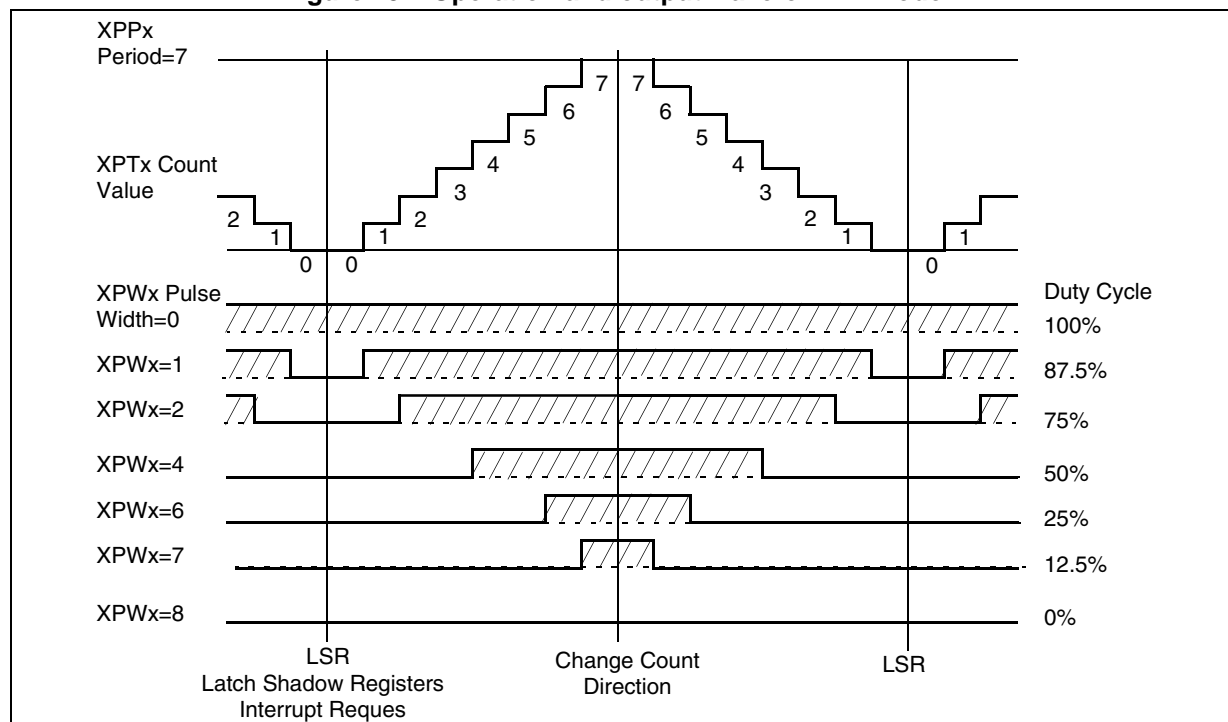 XPPx
Period=7
7 7
6 6
5 5
4 4
3 3
XPTx Count
Value
2 2 2
1 1 1 1
0 0 0
XPWx Pulse
Width=0
Duty Cycle
100%
XPWx=1 87.5%
XPWx=2 75%
XPWx=4 50%
XPWx=6 25%
XPWx=7 12.5%
XPWx=8 0%
LSR
Latch Shadow Registers
Interrupt Reques
Change Count
Direction
LSR